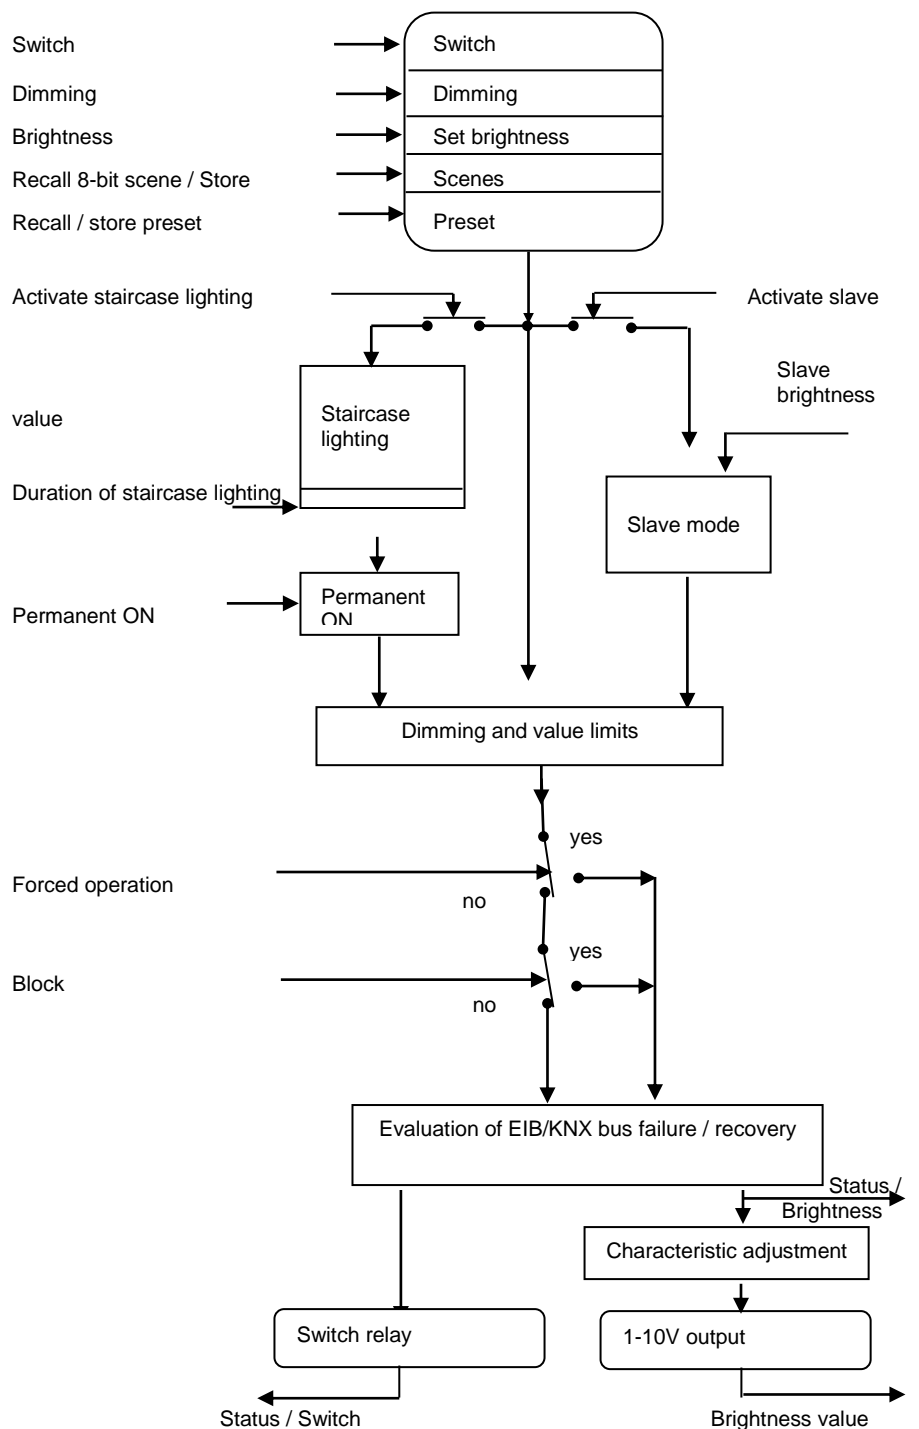 Switch
Switch
Dimming
Dimming
Brightness
Set brightness
Recall 8-bit scene / Store
Scenes
Recall / store preset
Preset
Activate staircase lighting
Activate slave
Slave
brightness
value
Staircase
lighting
Duration of staircase lighting
Slave mode
Permanent ON
Permanent
ON
Dimming and value limits
yes
Forced operation
no
yes
Block
no
Evaluation of EIB/KNX bus failure / recovery
Status /
Brightness
Characteristic adjustment
Switch relay
1-10V output
Status / Switch
Brightness value